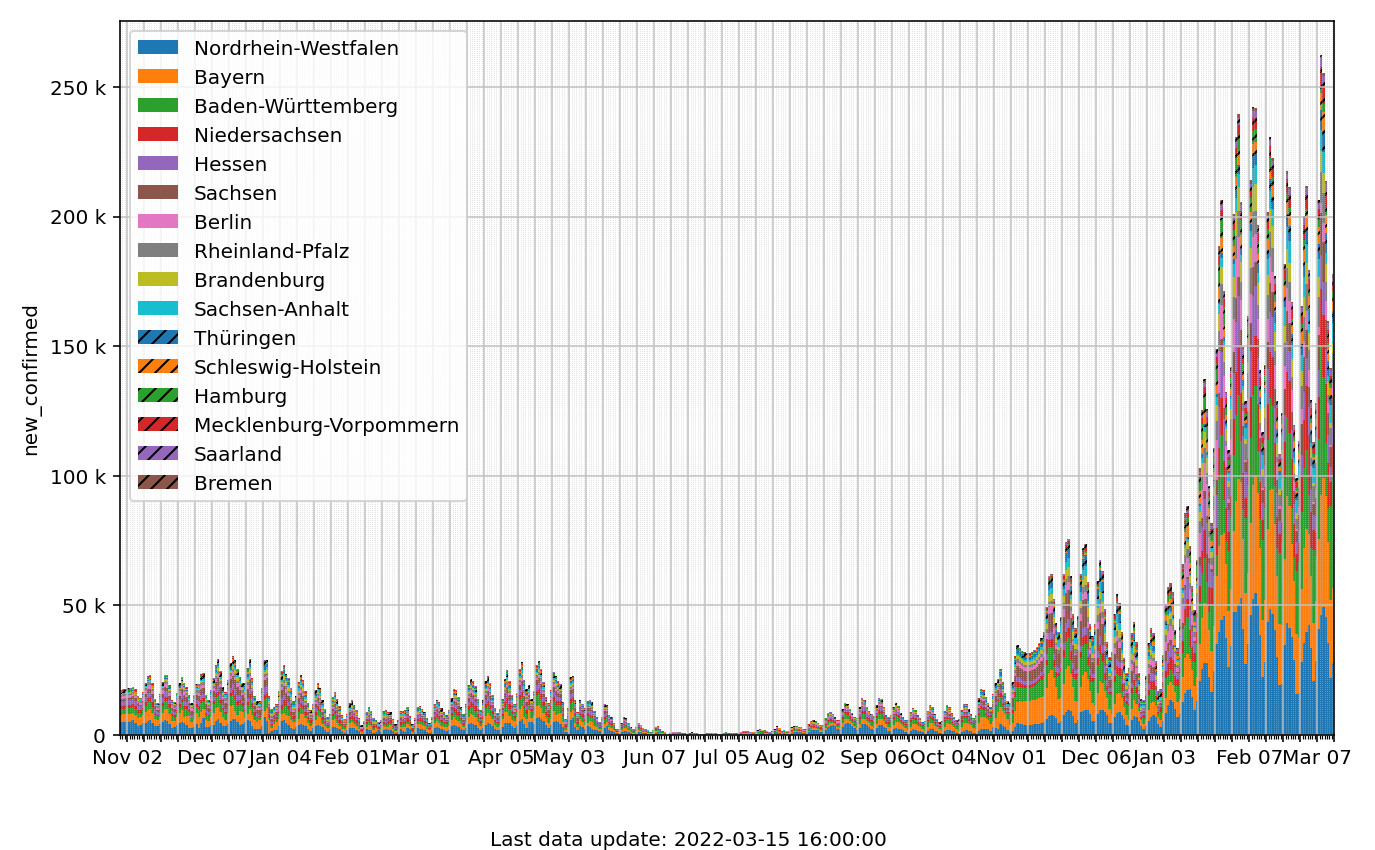 250 k
200 k
150 k
100 k
50 k
0
new_confirmed
Nordrhein-Westfalen
Bayern
Baden-Württemberg
Niedersachsen
Hessen
Sachsen
Berlin
Rheinland-Pfalz
Brandenburg
Sachsen-Anhalt
Thüringen
Schleswig-Holstein
Hamburg
Mecklenburg-Vorpommern
Saarland
Bremen
Nov 02 Dec 07 Jan 04 Feb 01 Mar 01 Apr 05 May 03 Jun 07 Jul 05 Aug 02 Sep 06 Oct 04 Nov 01 Dec 06 Jan 03 Feb 07 Mar 07
Last data update: 2022-03-15 16:00:00